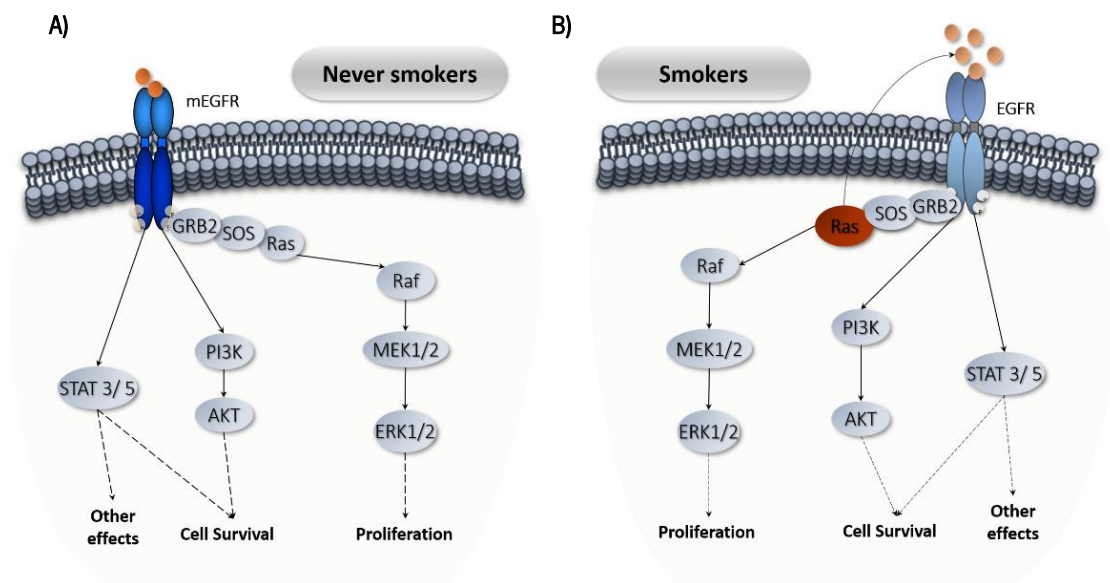 A)
Never smokers
mEGFR
GRB2
SOS
Ras
Raf
MEK1/2
ERK1/2
Proliferation
PI3K
AKT
Cell Survival
STAT 3/ 5
Other
effects
B)
Smokers
EGFR
GRB2
SOS
Ras
Raf
MEK1/2
ERK1/2
Proliferation
PI3K
AKT
Cell Survival
STAT 3/ 5
Other
effects